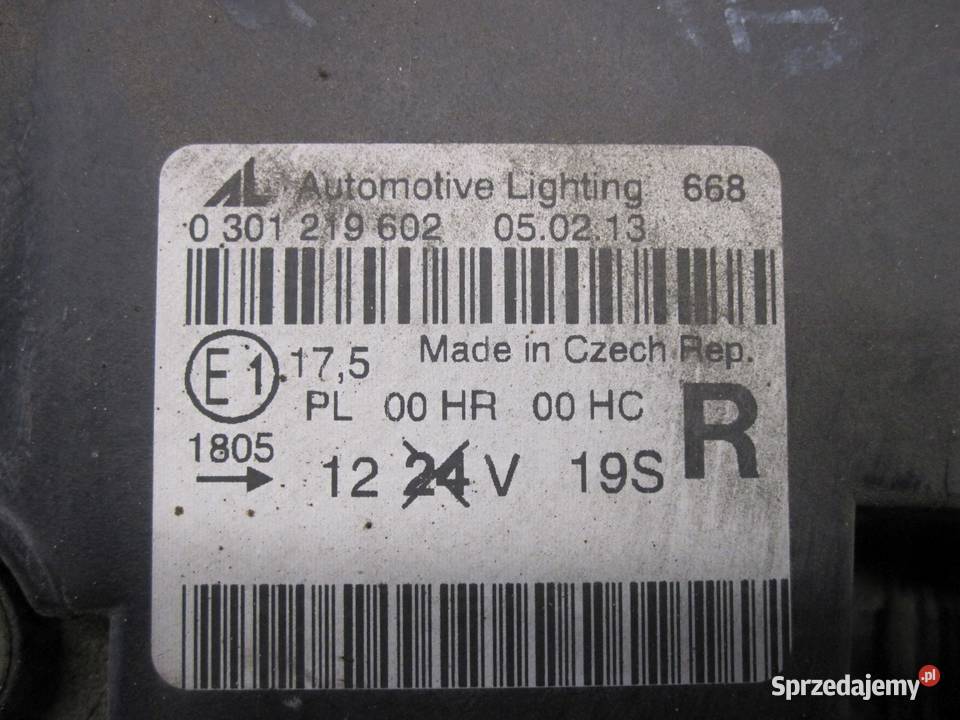 AL Automotive Lighting 668
0 301 219 602 05.02.13
Made in Czech Rep.
E1 17,5
PL 00 HR 00 HC
R
1805
12 24 V 19S
Sprzedajemy.pl